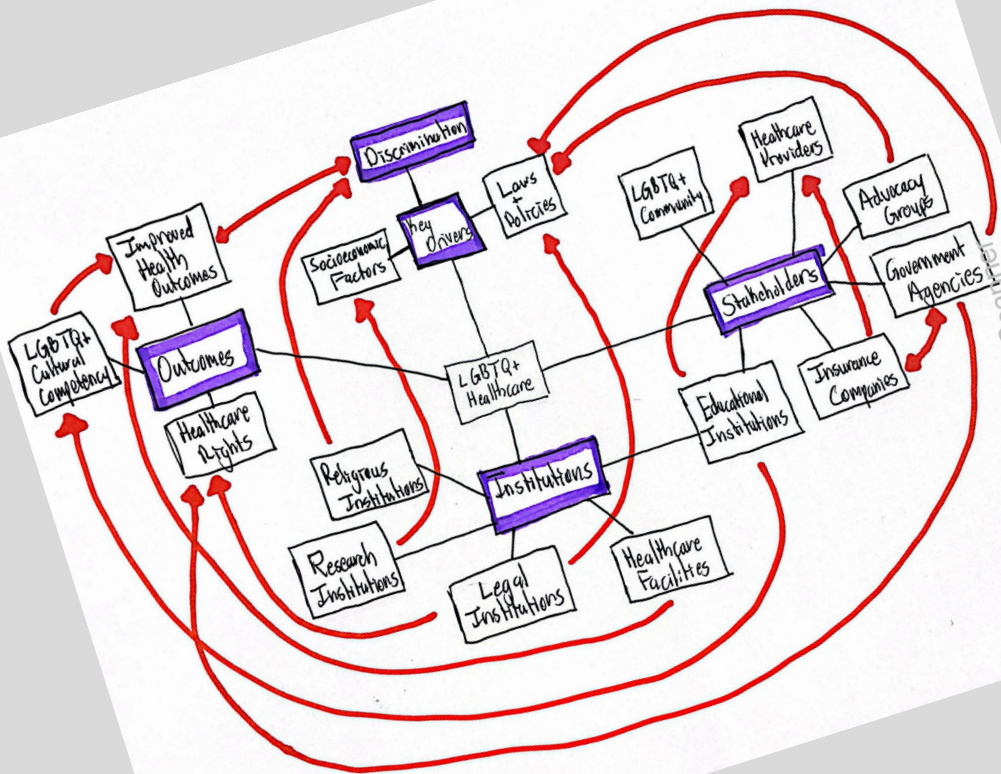 Discrimination
Key
Drivers
Laws
+
Policies
Socioeconomic
Factors
Improved
Health
Outcomes
LGBTQ+
Cultural
Competency
Outcomes
Healthcare
Rights
LGBTQ+
Healthcare
Healthcare
Providers
LGBTQ+
Community
Advocacy
Groups
Stakeholders
Government
Agencies
Insurance
Companies
Educational
Institutions
Institutions
Religious
Institutions
Research
Institutions
Legal
Institutions
Healthcare
Facilities